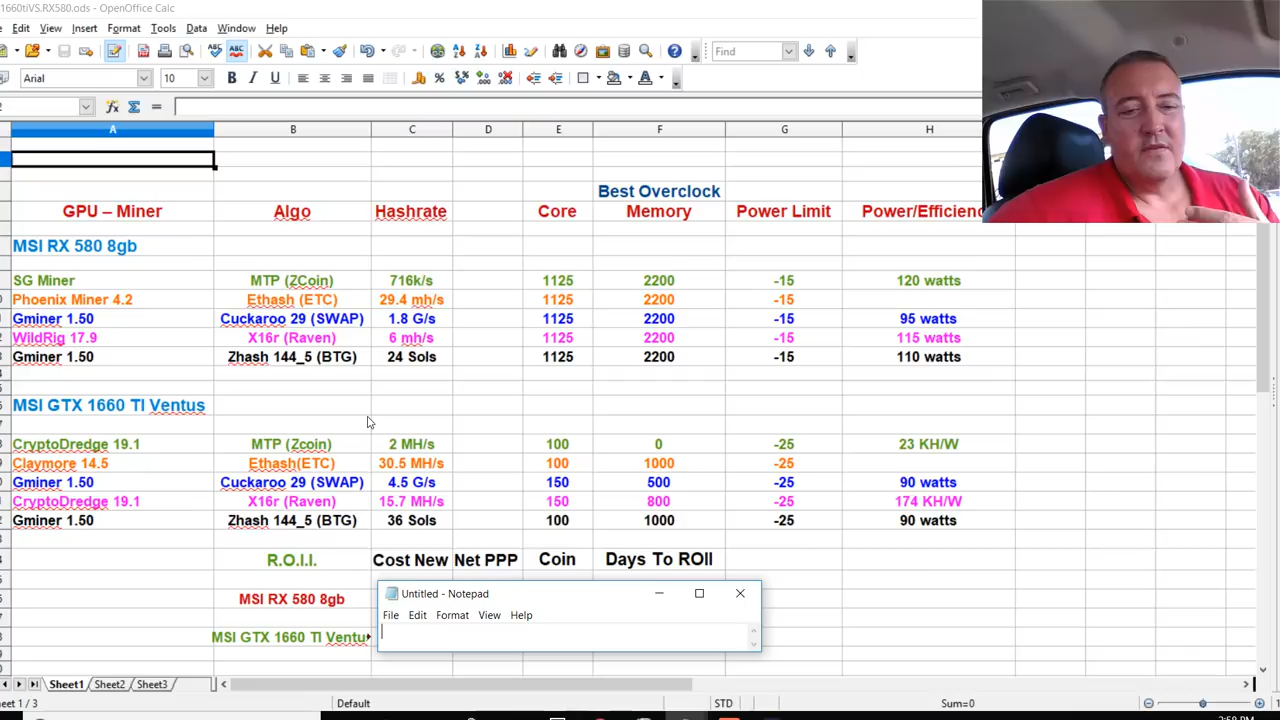 1660tiVS.RX580.ods - OpenOffice Calc
Edit View Insert Format Tools Data Window Help
Find
Arial 10
A B C D E F G H
Best Overclock
GPU – Miner Algo Hashrate Core Memory Power Limit Power/Efficienc
MSI RX 580 8gb
SG Miner MTP (ZCoin) 716k/s 1125 2200 -15 120 watts
Phoenix Miner 4.2 Ethash (ETC) 29.4 mh/s 1125 2200 -15
Gminer 1.50 Cuckaroo 29 (SWAP) 1.8 G/s 1125 2200 -15 95 watts
WildRig 17.9 X16r (Raven) 6 mh/s 1125 2200 -15 115 watts
Gminer 1.50 Zhash 144_5 (BTG) 24 Sols 1125 2200 -15 110 watts
MSI GTX 1660 TI Ventus
CryptoDredge 19.1 MTP (Zcoin) 2 MH/s 100 0 -25 23 KH/W
Claymore 14.5 Ethash(ETC) 30.5 MH/s 100 1000 -25
Gminer 1.50 Cuckaroo 29 (SWAP) 4.5 G/s 150 500 -25 90 watts
CryptoDredge 19.1 X16r (Raven) 15.7 MH/s 150 800 -25 174 KH/W
Gminer 1.50 Zhash 144_5 (BTG) 36 Sols 100 1000 -25 90 watts
R.O.I.I. Cost New Net PPP Coin Days To ROII
Untitled - Notepad
MSI RX 580 8gb
File Edit Format View Help
MSI GTX 1660 TI Ventu
Sheet1 Sheet2 Sheet3
eet 1 / 3 Default STD Sum=0